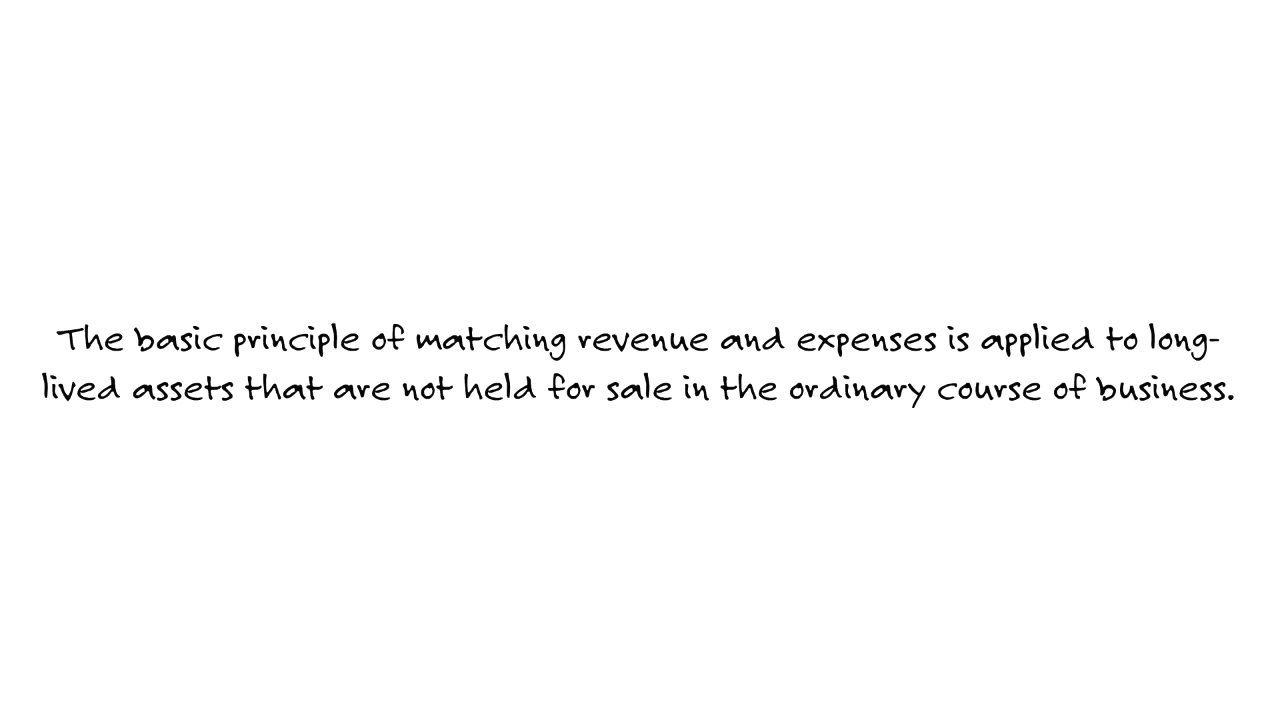 The basic principle of matching revenue and expenses is applied to long-
lived assets that are not held for sale in the ordinary course of business.